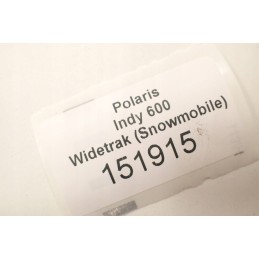 Polaris
Indy 600
Widetrak (Snowmobile)
151915